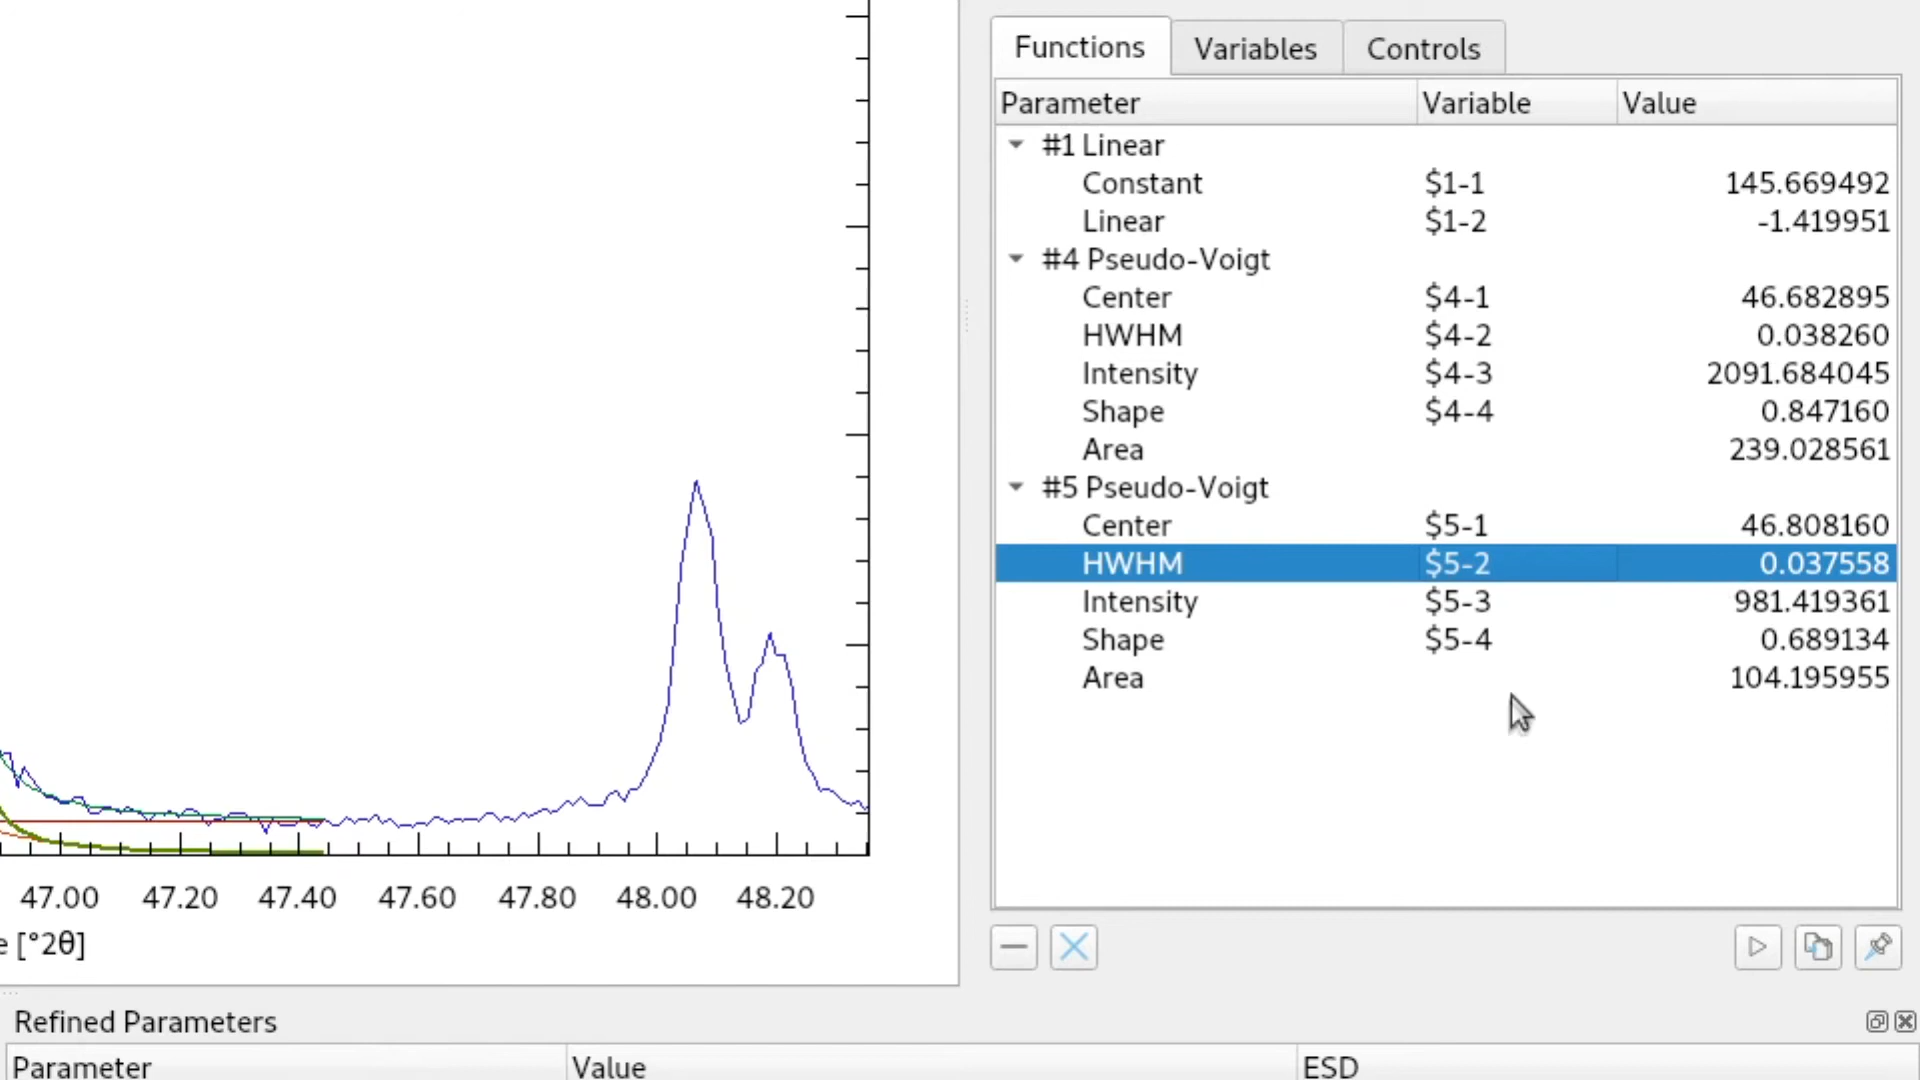 Functions Variables Controls
Parameter Variable Value
#1 Linear
Constant $1-1 145.669492
Linear $1-2 -1.419951
#4 Pseudo-Voigt
Center $4-1 46.682895
HWHM $4-2 0.038260
Intensity $4-3 2091.684045
Shape $4-4 0.847160
Area 239.028561
#5 Pseudo-Voigt
Center $5-1 46.808160
HWHM $5-2 0.037558
Intensity $5-3 981.419361
Shape $5-4 0.689134
Area 104.195955
47.00 47.20 47.40 47.60 47.80 48.00 48.20
e [°2θ]
Refined Parameters
Parameter Value ESD